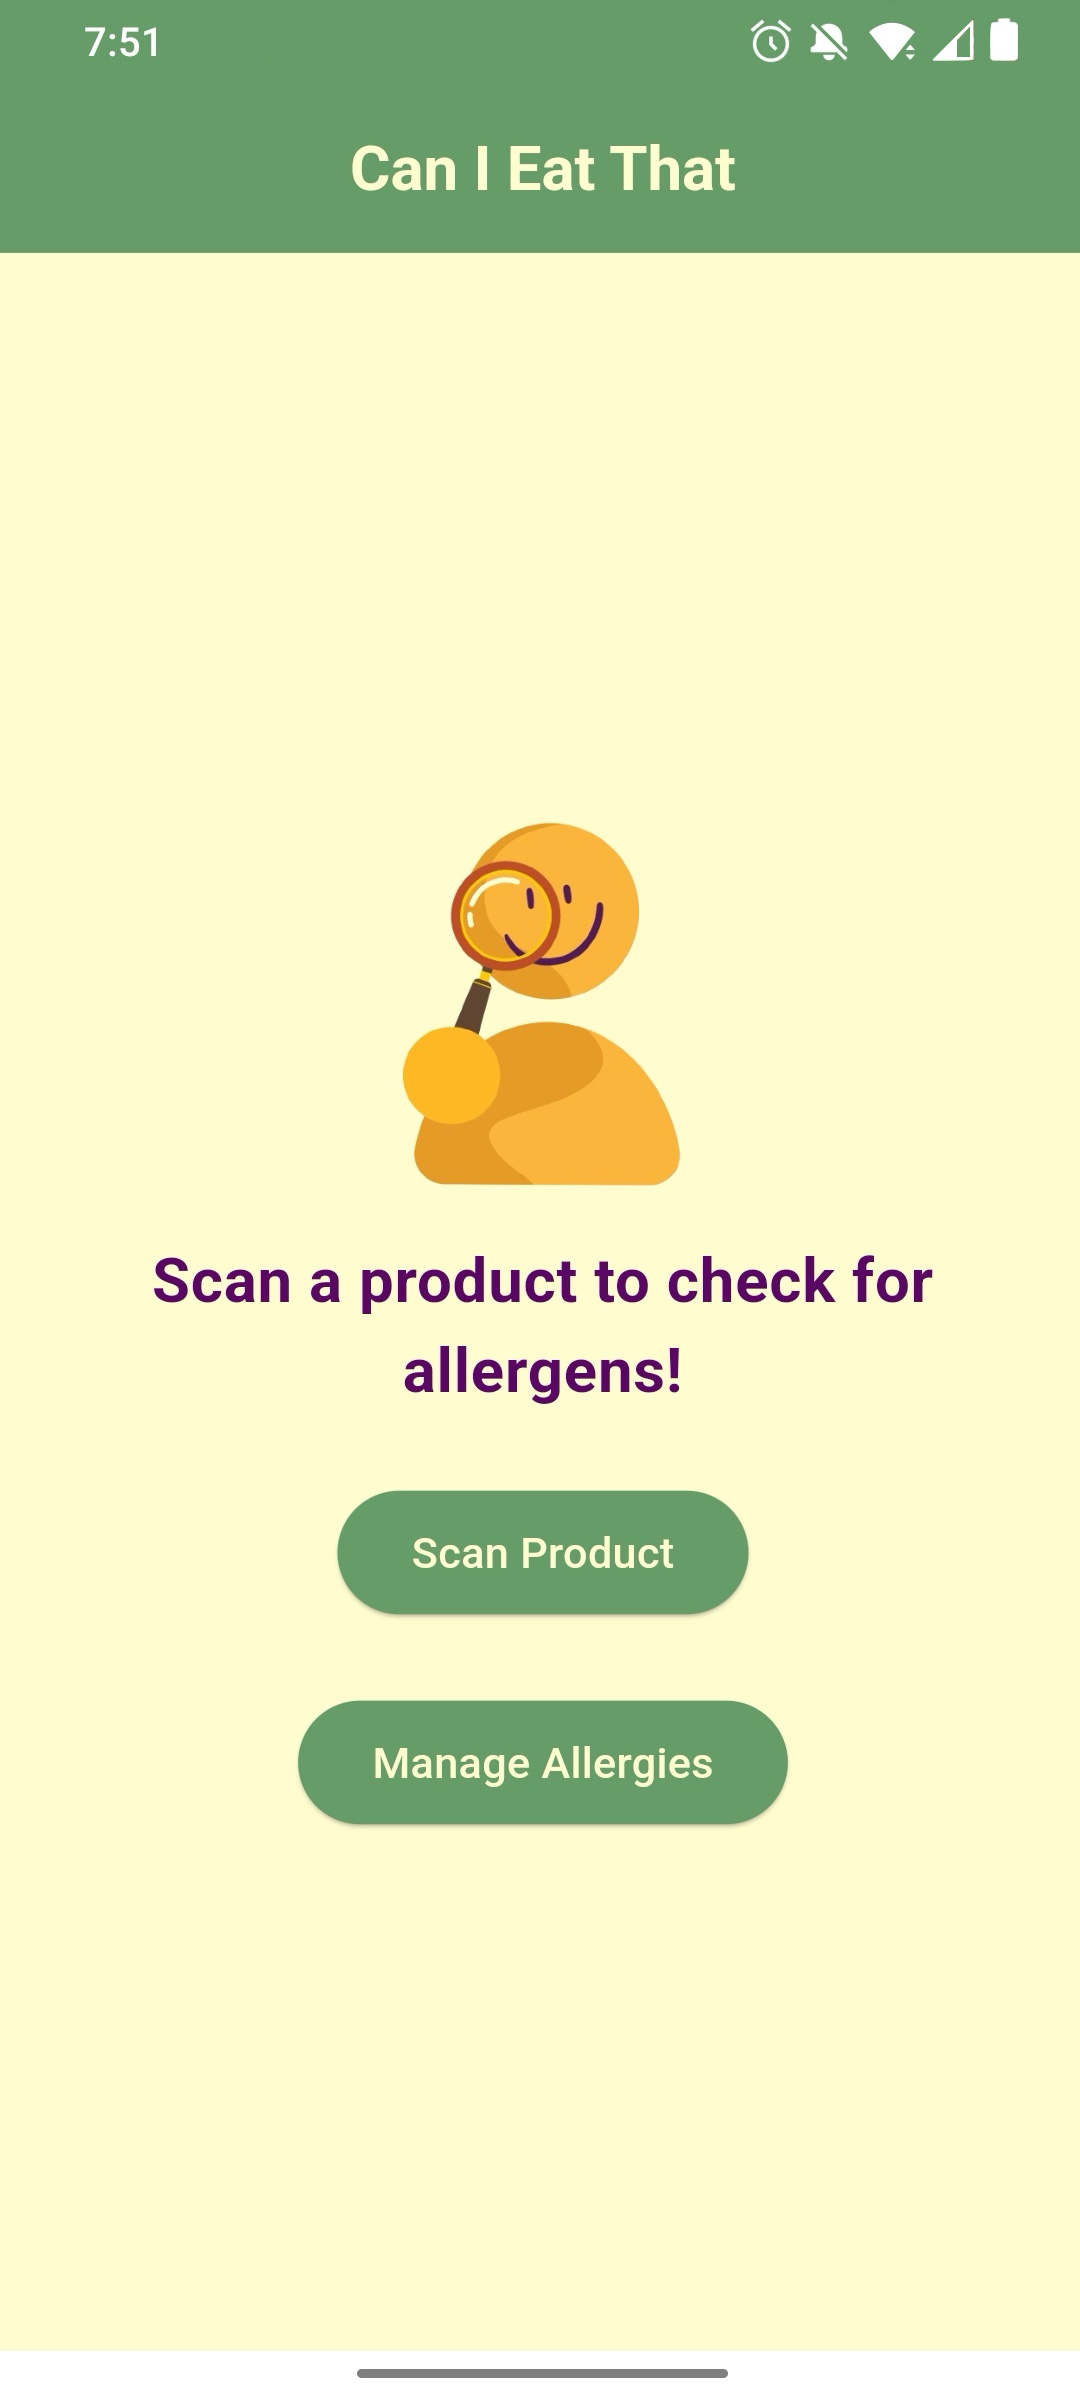 7:51
Can I Eat That
Scan a product to check for
allergens!
Scan Product
Manage Allergies